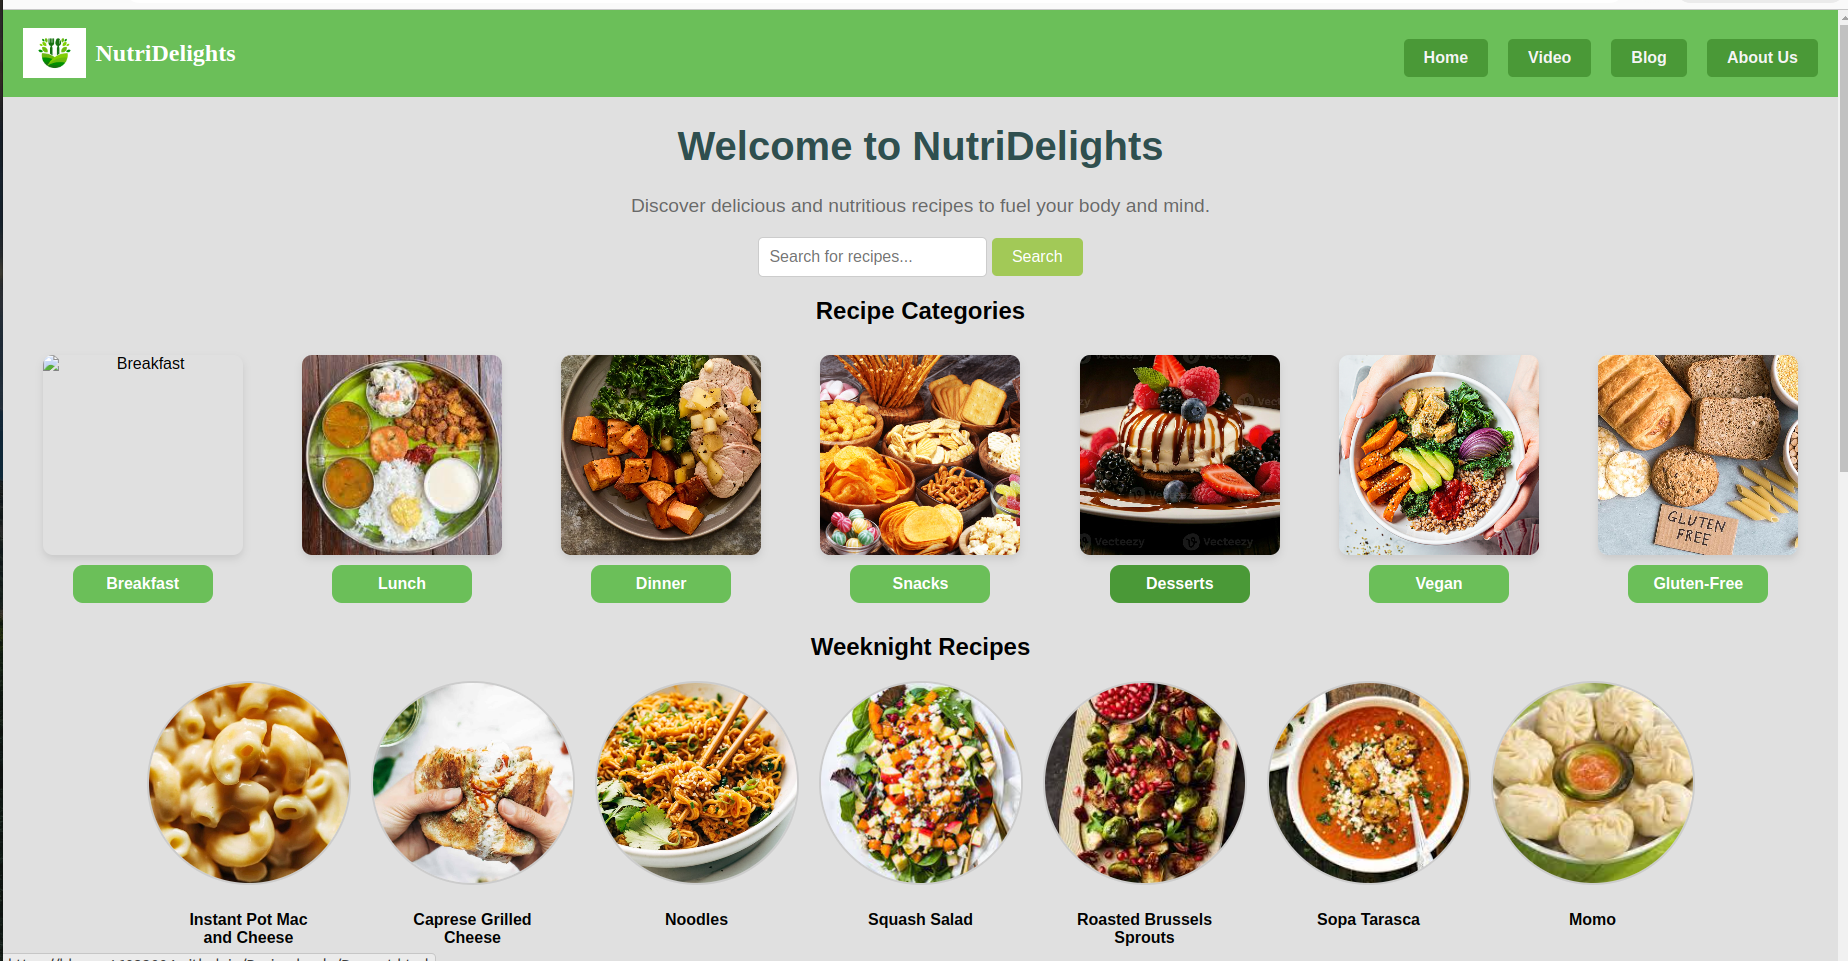 NutriDelights
Home
Video
Blog
About Us
Welcome to NutriDelights
Discover delicious and nutritious recipes to fuel your body and mind.
Search for recipes...
Search
Recipe Categories
Breakfast
Vecteezy
Vecteezy
GLUTEN
FREE
Breakfast
Lunch
Dinner
Snacks
Desserts
Vegan
Gluten-Free
Weeknight Recipes
Instant Pot Mac
and Cheese
Caprese Grilled
Cheese
Noodles
Squash Salad
Roasted Brussels
Sprouts
Sopa Tarasca
Momo